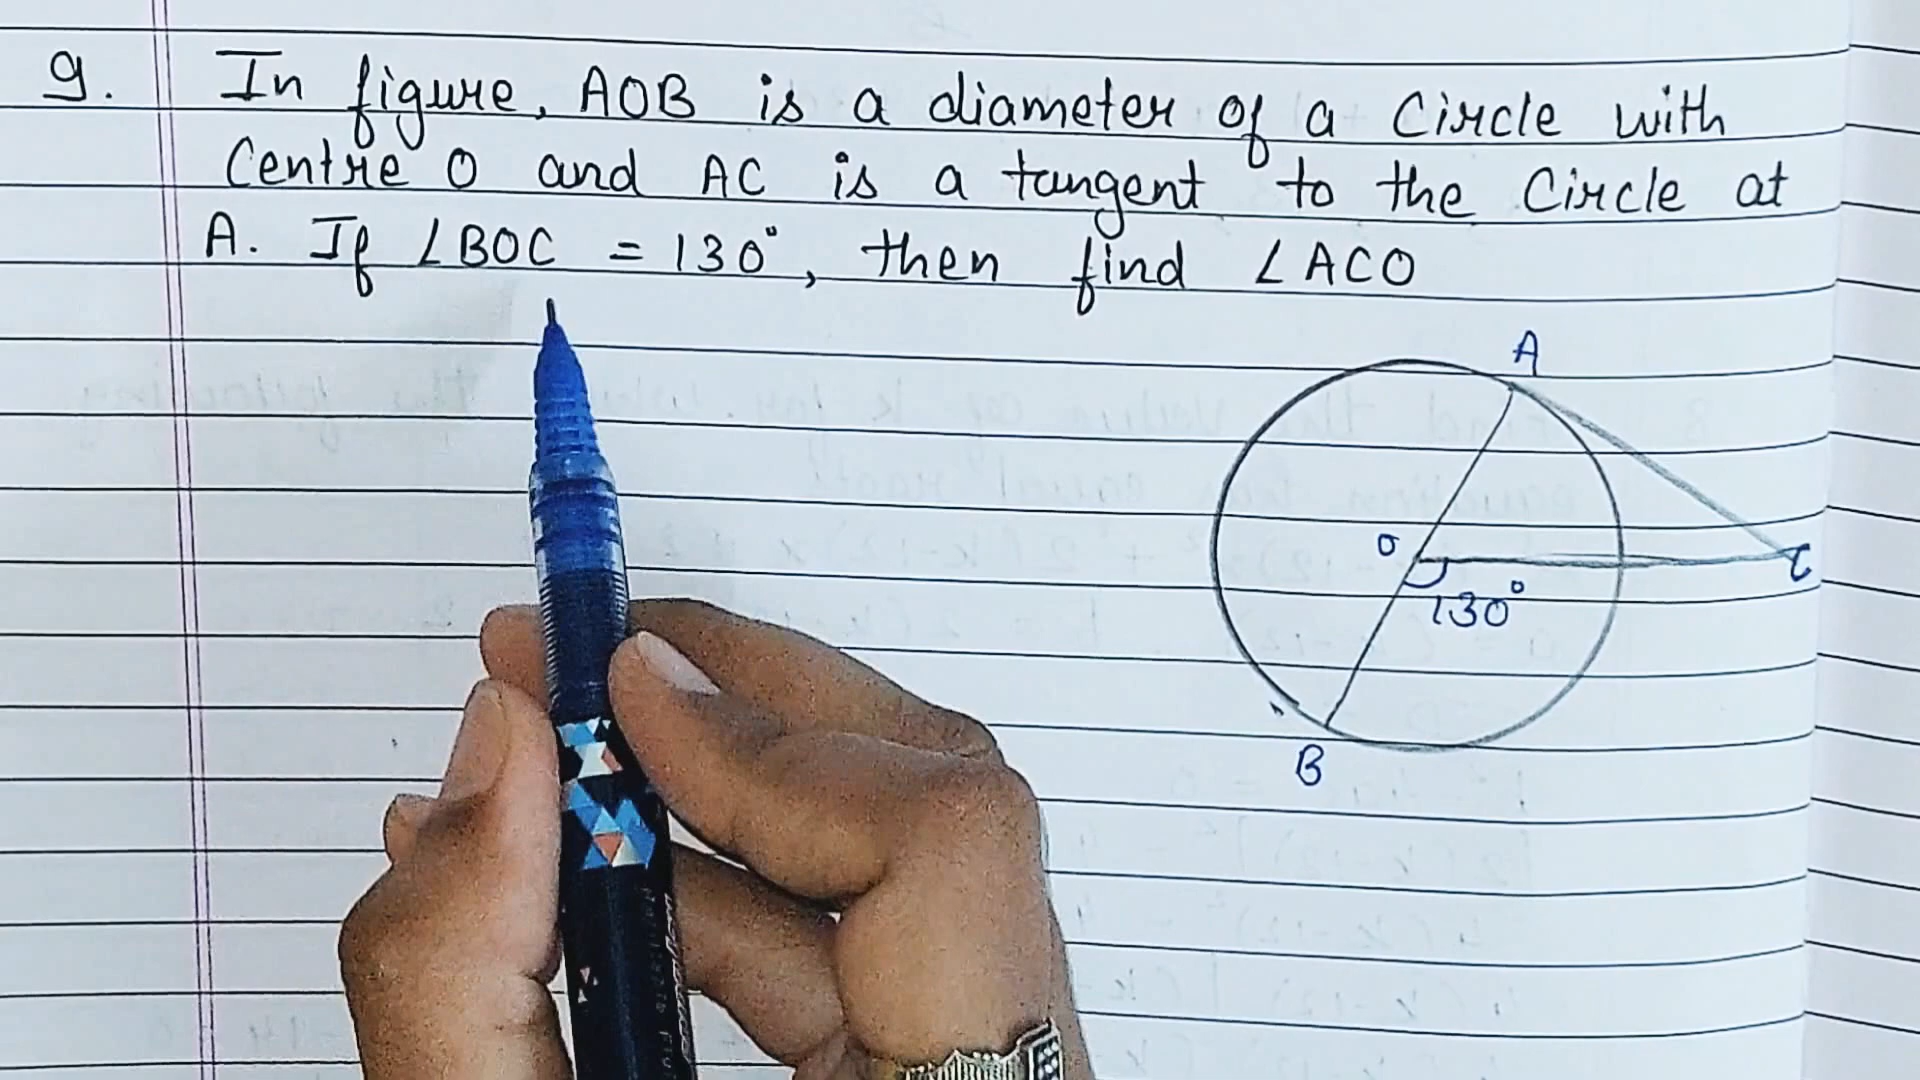 9. In figure, AOB is a diameter of a Circle with
Centre O and AC is a tangent to the Circle at
A. If ∠BOC = 130°, then find ∠ACO
A
O
C
130°
B